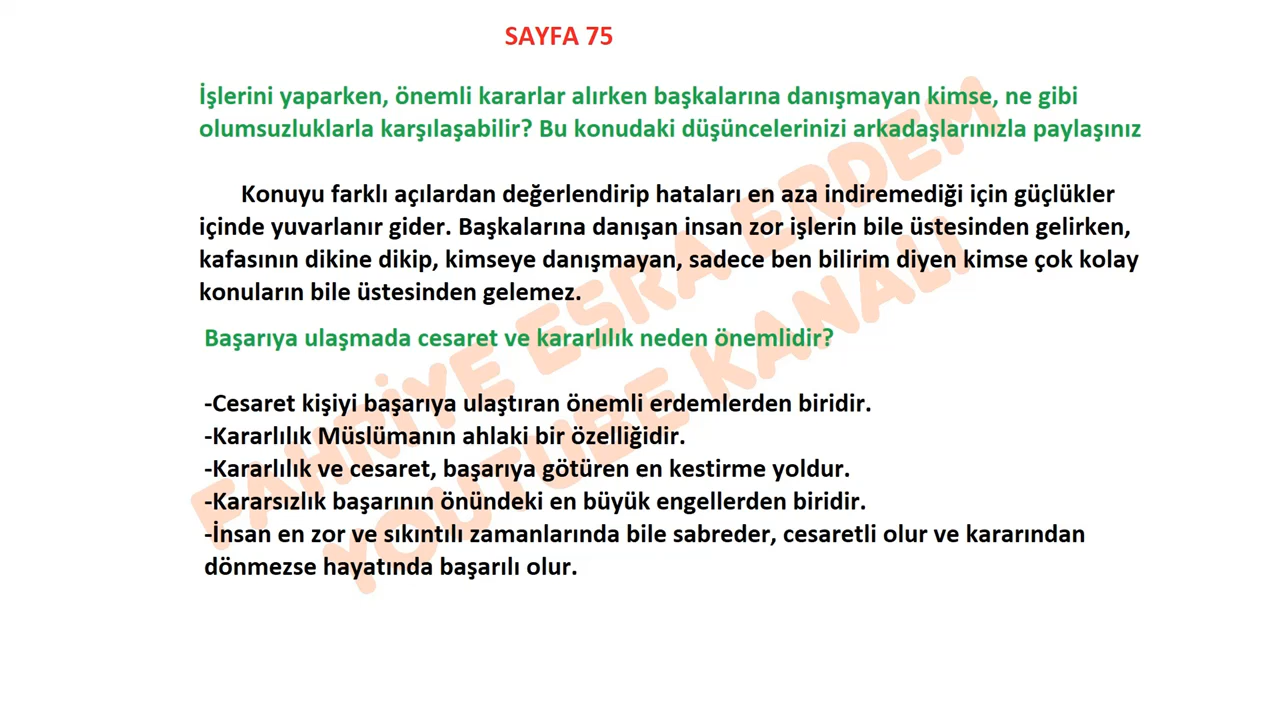 SAYFA 75
İşlerini yaparken, önemli kararlar alırken başkalarına danışmayan kimse, ne gibi
olumsuzluklarla karşılaşabilir? Bu konudaki düşüncelerinizi arkadaşlarınızla paylaşınız
Konuyu farklı açılardan değerlendirip hataları en aza indiremediği için güçlükler
içinde yuvarlanır gider. Başkalarına danışan insan zor işlerin bile üstesinden gelirken,
kafasının dikine dikip, kimseye danışmayan, sadece ben bilirim diyen kimse çok kolay
konuların bile üstesinden gelemez.
Başarıya ulaşmada cesaret ve kararlılık neden önemlidir?
-Cesaret kişiyi başarıya ulaştıran önemli erdemlerden biridir.
-Kararlılık Müslümanın ahlaki bir özelliğidir.
-Kararlılık ve cesaret, başarıya götüren en kestirme yoldur.
-Kararsızlık başarının önündeki en büyük engellerden biridir.
-İnsan en zor ve sıkıntılı zamanlarında bile sabreder, cesaretli olur ve kararından
dönmezse hayatında başarılı olur.
FAHRİYE ESRA ERDEM
YOUTUBE KANALI